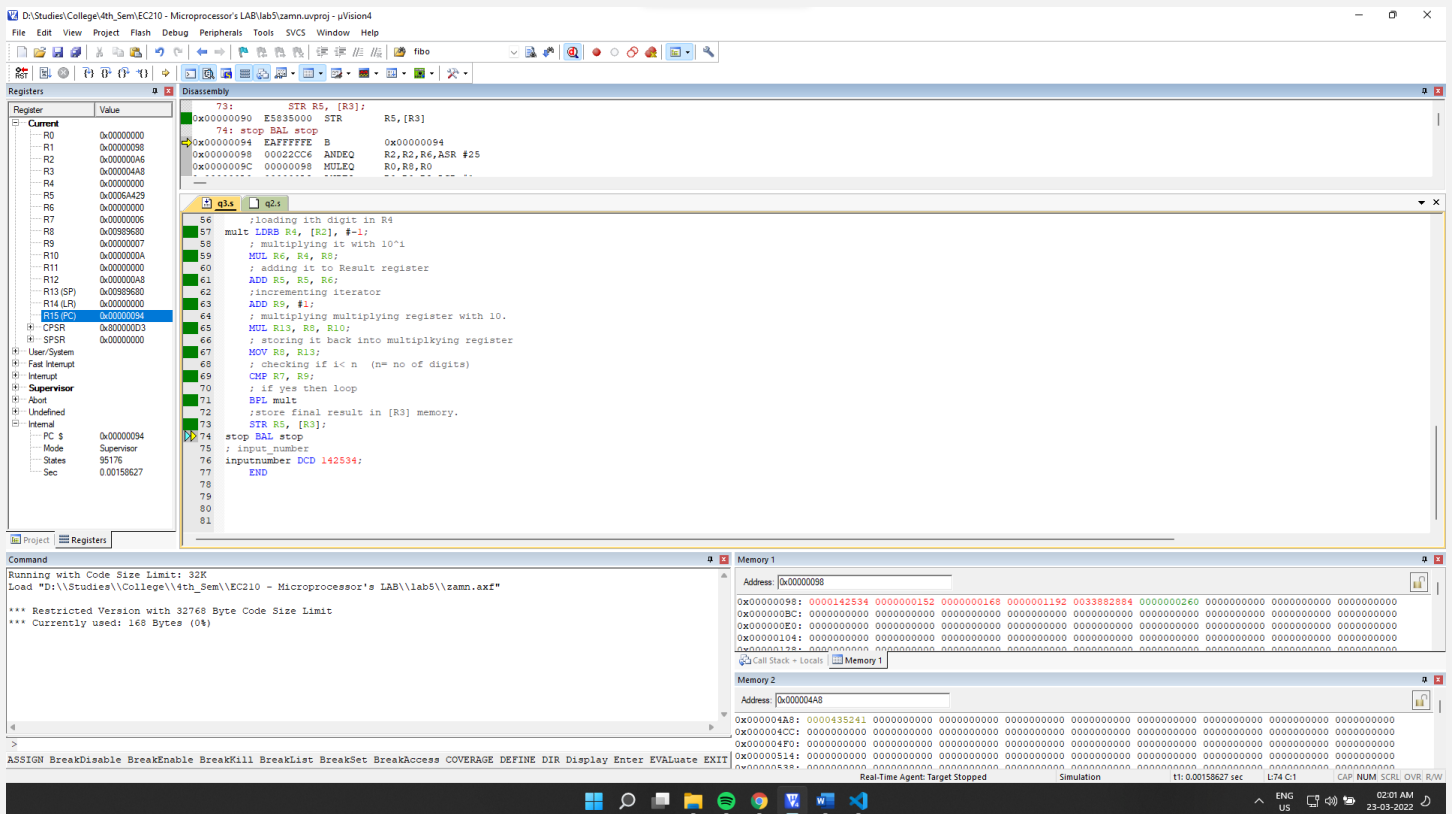 D:\Studies\College\4th_Sem\EC210 - Microprocessor's LAB\lab5\zamn.uvproj - µVision4
File Edit View Project Flash Debug Peripherals Tools SVCS Window Help
fibo
Registers
Register Value
Current
R0 0x00000000
R1 0x00000098
R2 0x000000A6
R3 0x000004A8
R4 0x00000000
R5 0x0006A429
R6 0x00000000
R7 0x00000006
R8 0x00989680
R9 0x00000007
R10 0x0000000A
R11 0x00000000
R12 0x000000A8
R13 (SP) 0x00989680
R14 (LR) 0x00000000
R15 (PC) 0x00000094
CPSR 0x800000D3
SPSR 0x00000000
User/System
Fast Interrupt
Interrupt
Supervisor
Abort
Undefined
Internal
PC $ 0x00000094
Mode Supervisor
States 95176
Sec 0.00158627
Project Registers
Disassembly
73: STR R5, [R3];
0x00000090 E5835000 STR R5,[R3]
74: stop BAL stop
0x00000094 EAFFFFFE B 0x00000094
0x00000098 00022CC6 ANDEQ R2,R2,R6,ASR #25
0x0000009C 00000098 MULEQ R0,R8,R0
q3.s q2.s
56 ;loading ith digit in R4
57 mult LDRB R4, [R2], #-1;
58 ; multiplying it with 10^i
59 MUL R6, R4, R8;
60 ; adding it to Result register
61 ADD R5, R5, R6;
62 ;incrementing iterator
63 ADD R9, #1;
64 ; multiplying multiplying register with 10.
65 MUL R13, R8, R10;
66 ; storing it back into multiplkying register
67 MOV R8, R13;
68 ; checking if i< n (n= no of digits)
69 CMP R7, R9;
70 ; if yes then loop
71 BPL mult
72 ;store final result in [R3] memory.
73 STR R5, [R3];
74 stop BAL stop
75 ; input_number
76 inputnumber DCD 142534;
77 END
78
79
80
81
Command
Running with Code Size Limit: 32K
Load "D:\\Studies\\College\\4th_Sem\\EC210 - Microprocessor's LAB\\lab5\\zamn.axf"
*** Restricted Version with 32768 Byte Code Size Limit
*** Currently used: 168 Bytes (0%)
>
ASSIGN BreakDisable BreakEnable BreakKill BreakList BreakSet BreakAccess COVERAGE DEFINE DIR Display Enter EVALuate EXIT
Memory 1
Address: 0x00000098
0x00000098: 0000142534 0000000152 0000000168 0000001192 0033882884 0000000260 0000000000 0000000000 0000000000
0x000000BC: 0000000000 0000000000 0000000000 0000000000 0000000000 0000000000 0000000000 0000000000 0000000000
0x000000E0: 0000000000 0000000000 0000000000 0000000000 0000000000 0000000000 0000000000 0000000000 0000000000
0x00000104: 0000000000 0000000000 0000000000 0000000000 0000000000 0000000000 0000000000 0000000000 0000000000
0x00000128: 0000000000 0000000000 0000000000 0000000000 0000000000 0000000000 0000000000 0000000000 0000000000
Call Stack + Locals Memory 1
Memory 2
Address: 0x000004A8
0x000004A8: 0000435241 0000000000 0000000000 0000000000 0000000000 0000000000 0000000000 0000000000 0000000000
0x000004CC: 0000000000 0000000000 0000000000 0000000000 0000000000 0000000000 0000000000 0000000000 0000000000
0x000004F0: 0000000000 0000000000 0000000000 0000000000 0000000000 0000000000 0000000000 0000000000 0000000000
0x00000514: 0000000000 0000000000 0000000000 0000000000 0000000000 0000000000 0000000000 0000000000 0000000000
0x00000538: 0000000000 0000000000 0000000000 0000000000 0000000000 0000000000 0000000000 0000000000 0000000000
Real-Time Agent: Target Stopped Simulation t1: 0.00158627 sec L:74 C:1 CAP NUM SCRL OVR R/W
ENG US 02:01 AM 23-03-2022